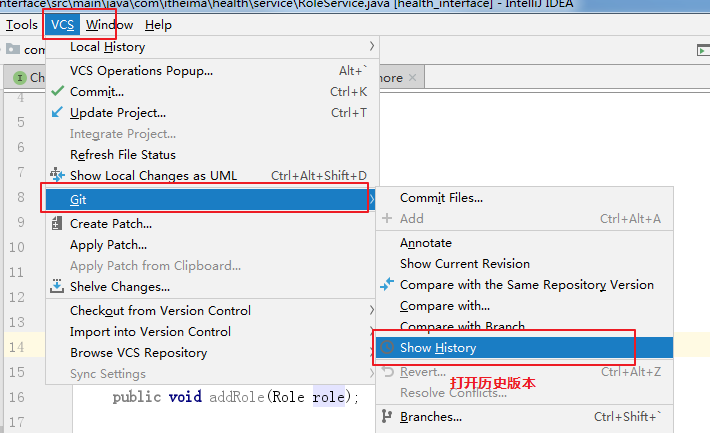 nterface\src\main\java\com\itheima\health\service\RoleService.java [health_interface] - IntelliJ IDEA
Tools VCS Window Help
com
Ch
more
Local History
VCS Operations Popup... Alt+`
Commit... Ctrl+K
Update Project... Ctrl+T
Integrate Project...
Refresh File Status
Show Local Changes as UML Ctrl+Alt+Shift+D
Git
Create Patch...
Apply Patch...
Apply Patch from Clipboard...
Shelve Changes...
Checkout from Version Control
Import into Version Control
Browse VCS Repository
Sync Settings
Commit Files...
Add Ctrl+Alt+A
Annotate
Show Current Revision
Compare with the Same Repository Version
Compare with...
Compare with Branch
Show History
Revert... Ctrl+Alt+Z
打开历史版本
Resolve Conflicts...
Branches... Ctrl+Shift+`
4
5
6
7
8
9
10
11
12
13
14
15
16 public void addRole(Role role);
17